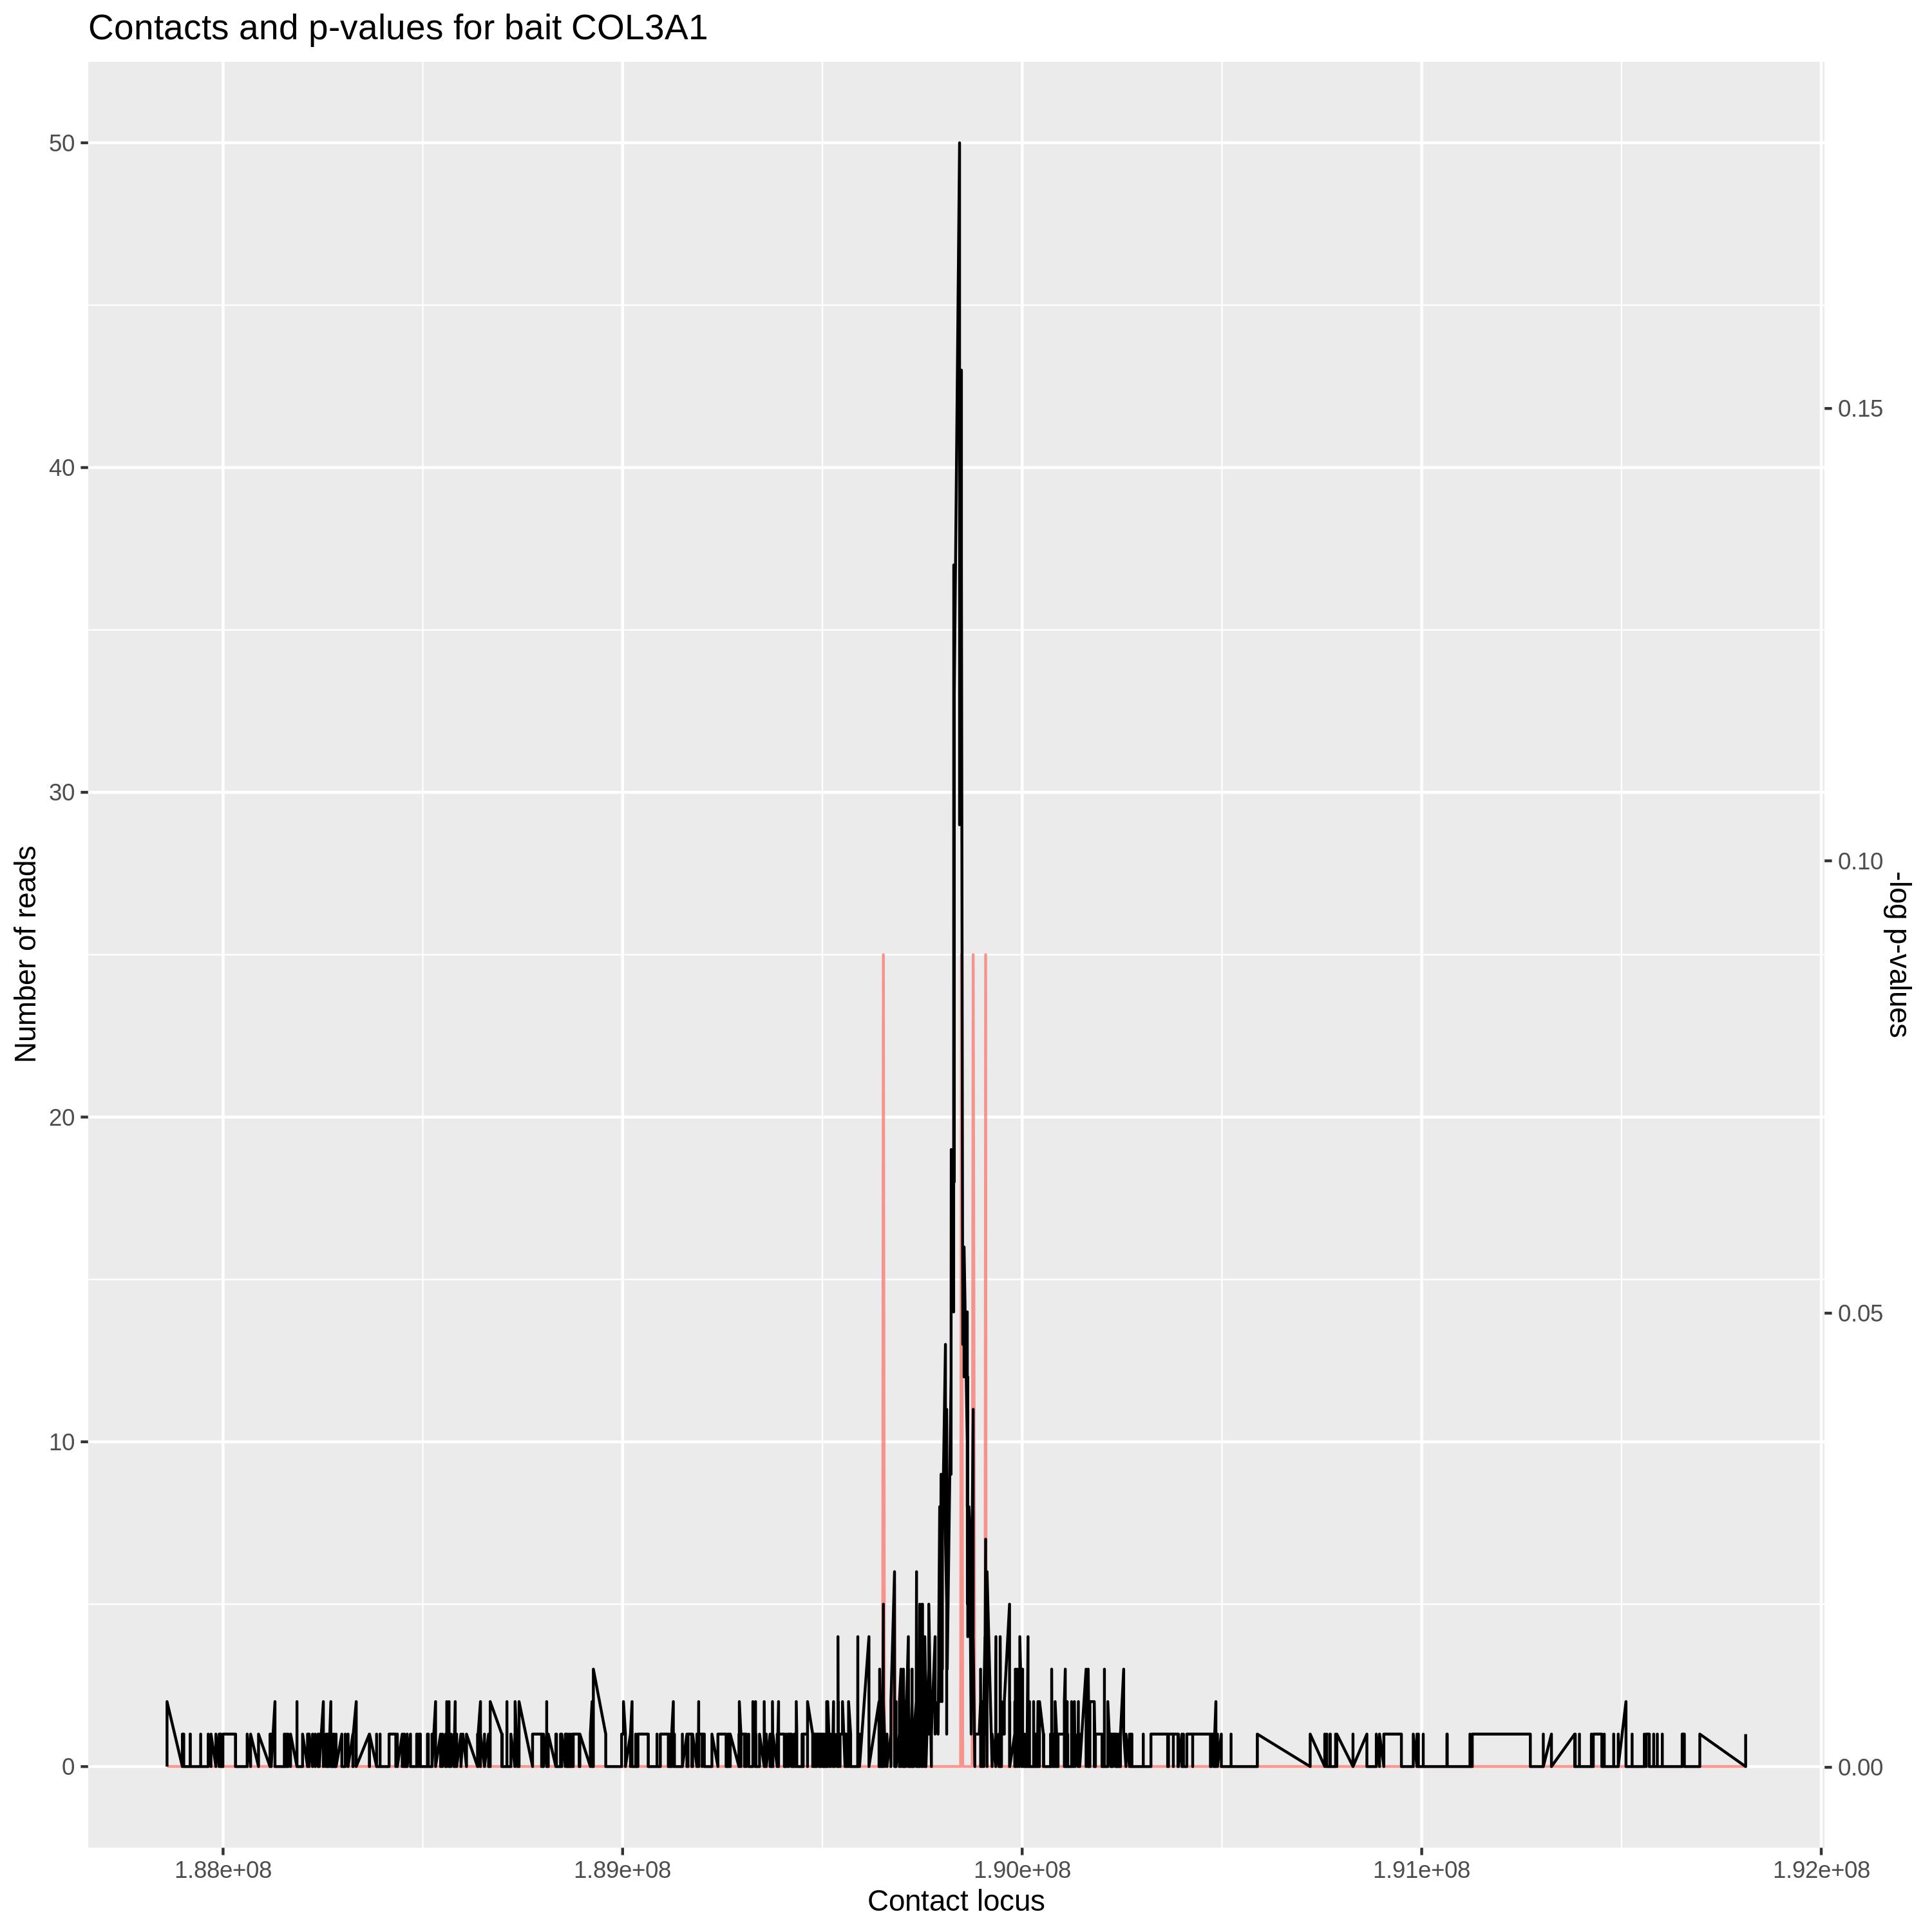 Contacts and p-values for bait COL3A1
50
40
30
20
10
0
Number of reads
0.15
0.10
0.05
0.00
-log p-values
1.88e+08
1.89e+08
1.90e+08
1.91e+08
1.92e+08
Contact locus